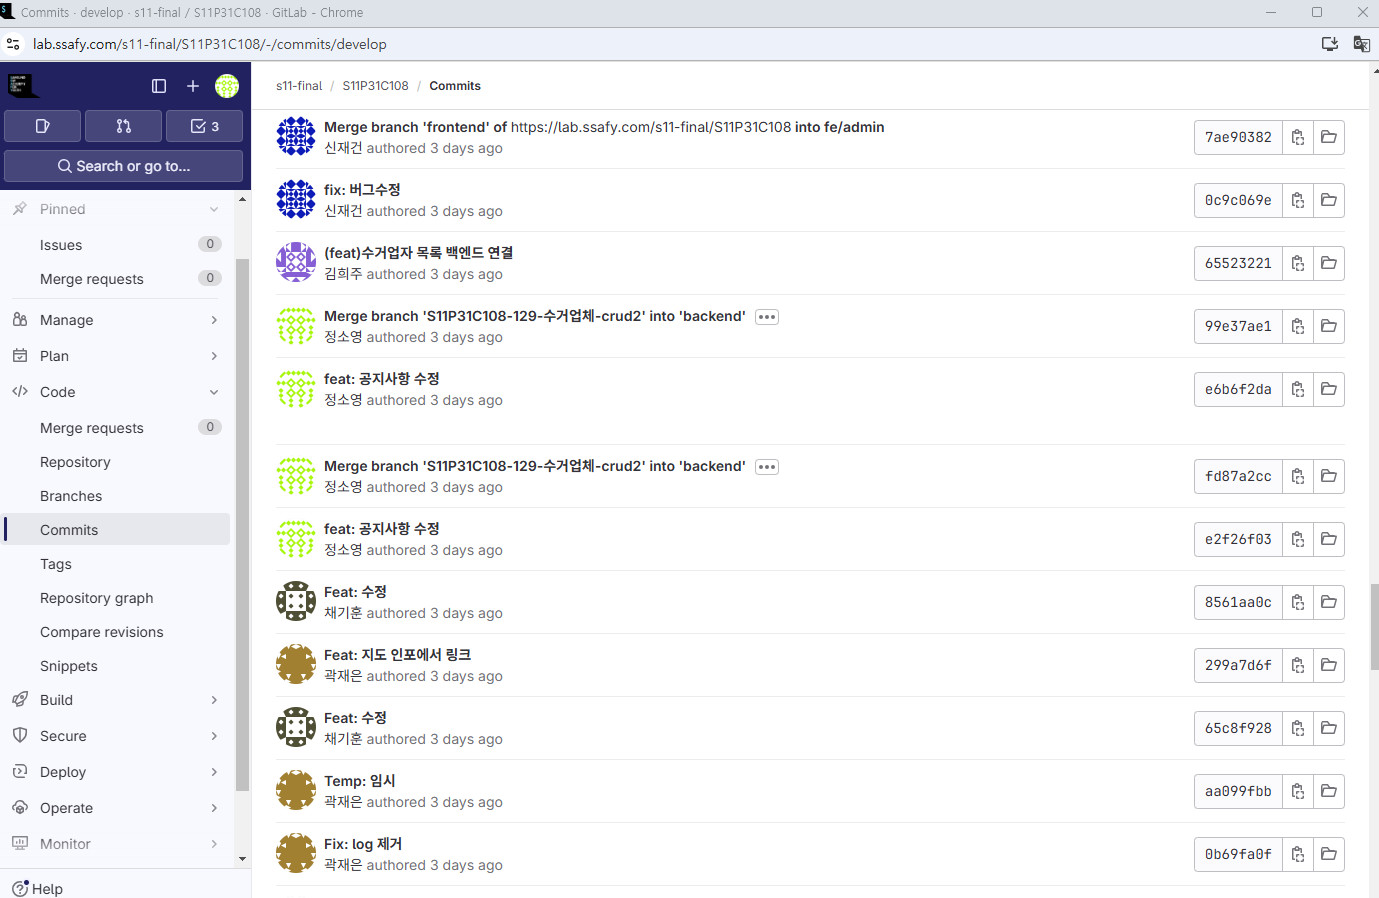 Commits · develop · s11-final / S11P31C108 · GitLab - Chrome
lab.ssafy.com/s11-final/S11P31C108/-/commits/develop
3
Search or go to...
Pinned
Issues 0
Merge requests 0
Manage
Plan
Code
Merge requests 0
Repository
Branches
Commits
Tags
Repository graph
Compare revisions
Snippets
Build
Secure
Deploy
Operate
Monitor
Help
s11-final / S11P31C108 / Commits
Merge branch 'frontend' of https://lab.ssafy.com/s11-final/S11P31C108 into fe/admin
신재건 authored 3 days ago
7ae90382
fix: 버그수정
신재건 authored 3 days ago
0c9c069e
(feat)수거업자 목록 백엔드 연결
김희주 authored 3 days ago
65523221
Merge branch 'S11P31C108-129-수거업체-crud2' into 'backend'
정소영 authored 3 days ago
99e37ae1
feat: 공지사항 수정
정소영 authored 3 days ago
e6b6f2da
Merge branch 'S11P31C108-129-수거업체-crud2' into 'backend'
정소영 authored 3 days ago
fd87a2cc
feat: 공지사항 수정
정소영 authored 3 days ago
e2f26f03
Feat: 수정
채기훈 authored 3 days ago
8561aa0c
Feat: 지도 인포에서 링크
곽재은 authored 3 days ago
299a7d6f
Feat: 수정
채기훈 authored 3 days ago
65c8f928
Temp: 임시
곽재은 authored 3 days ago
aa099fbb
Fix: log 제거
곽재은 authored 3 days ago
0b69fa0f